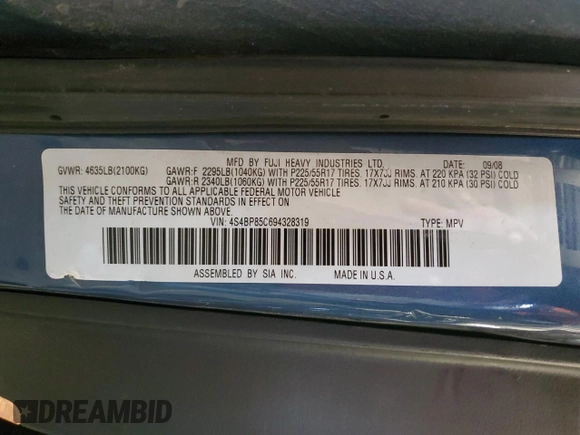 MFD BY FUJI HEAVY INDUSTRIES LTD. DATE: 09/08
GVWR: 4635LB(2100KG) GAWR:F 2295LB(1040KG) WITH P225/55R17 TIRES. 17X7JJ RIMS. AT 220 KPA (32 PSI) COLD
GAWR:R 2340LB(1060KG) WITH P225/55R17 TIRES. 17X7JJ RIMS. AT 210 KPA (30 PSI) COLD
THIS VEHICLE CONFORMS TO ALL APPLICABLE FEDERAL MOTOR VEHICLE
SAFETY AND THEFT PREVENTION STANDARDS IN EFFECT ON
THE DATE OF MANUFACTURE SHOWN ABOVE.
VIN: 4S4BP85C694328319 TYPE: MPV
ASSEMBLED BY SIA INC. MADE IN U.S.A.
DREAMBID